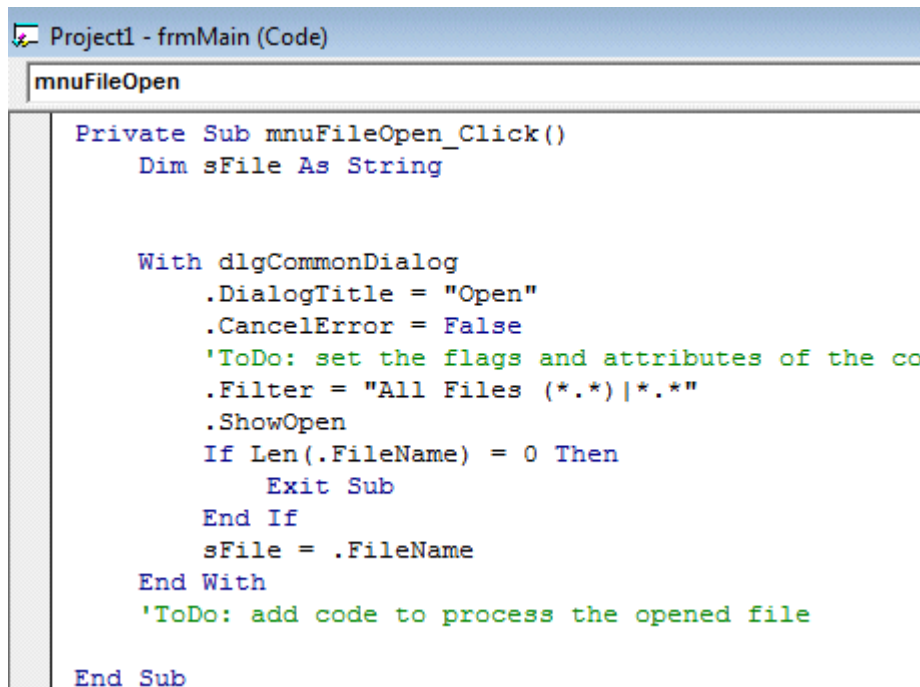 Project1 - frmMain (Code)
mnuFileOpen
Private Sub mnuFileOpen_Click()
    Dim sFile As String
    With dlgCommonDialog
        .DialogTitle = "Open"
        .CancelError = False
        'ToDo: set the flags and attributes of the
        .Filter = "All Files (*.*)|*.*"
        .ShowOpen
        If Len(.FileName) = 0 Then
            Exit Sub
        End If
        sFile = .FileName
    End With
    'ToDo: add code to process the opened file
End Sub